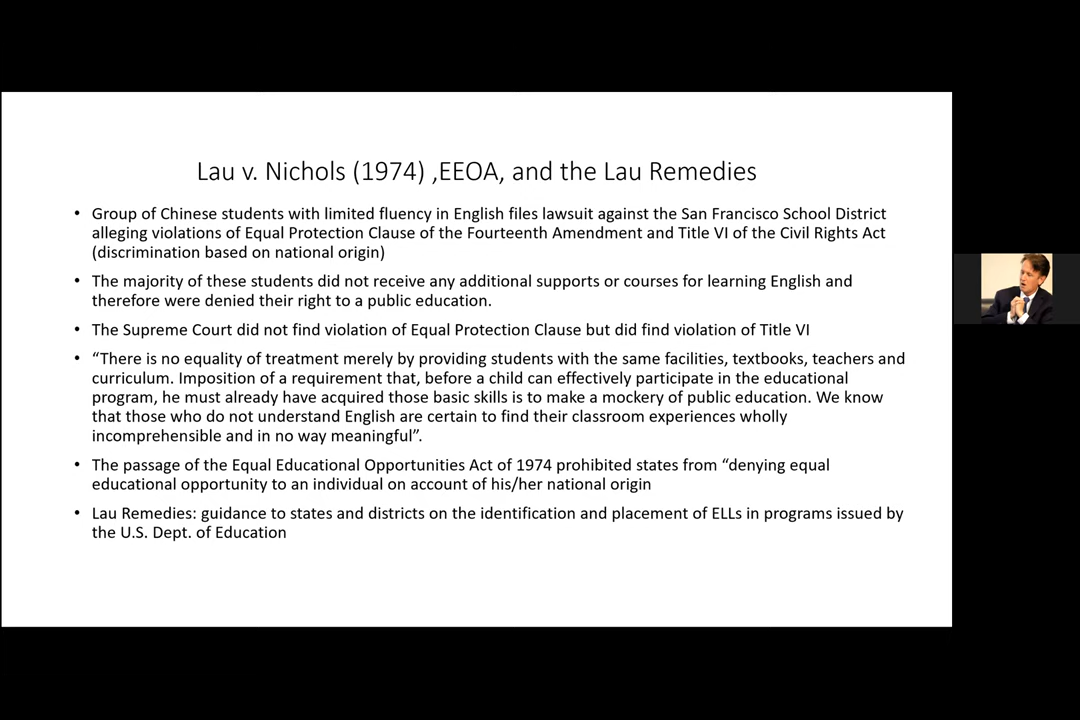 Lau v. Nichols (1974) ,EEOA, and the Lau Remedies
• Group of Chinese students with limited fluency in English files lawsuit against the San Francisco School District
alleging violations of Equal Protection Clause of the Fourteenth Amendment and Title VI of the Civil Rights Act
(discrimination based on national origin)
• The majority of these students did not receive any additional supports or courses for learning English and
therefore were denied their right to a public education.
• The Supreme Court did not find violation of Equal Protection Clause but did find violation of Title VI
• “There is no equality of treatment merely by providing students with the same facilities, textbooks, teachers and
curriculum. Imposition of a requirement that, before a child can effectively participate in the educational
program, he must already have acquired those basic skills is to make a mockery of public education. We know
that those who do not understand English are certain to find their classroom experiences wholly
incomprehensible and in no way meaningful”.
• The passage of the Equal Educational Opportunities Act of 1974 prohibited states from “denying equal
educational opportunity to an individual on account of his/her national origin
• Lau Remedies: guidance to states and districts on the identification and placement of ELLs in programs issued by
the U.S. Dept. of Education